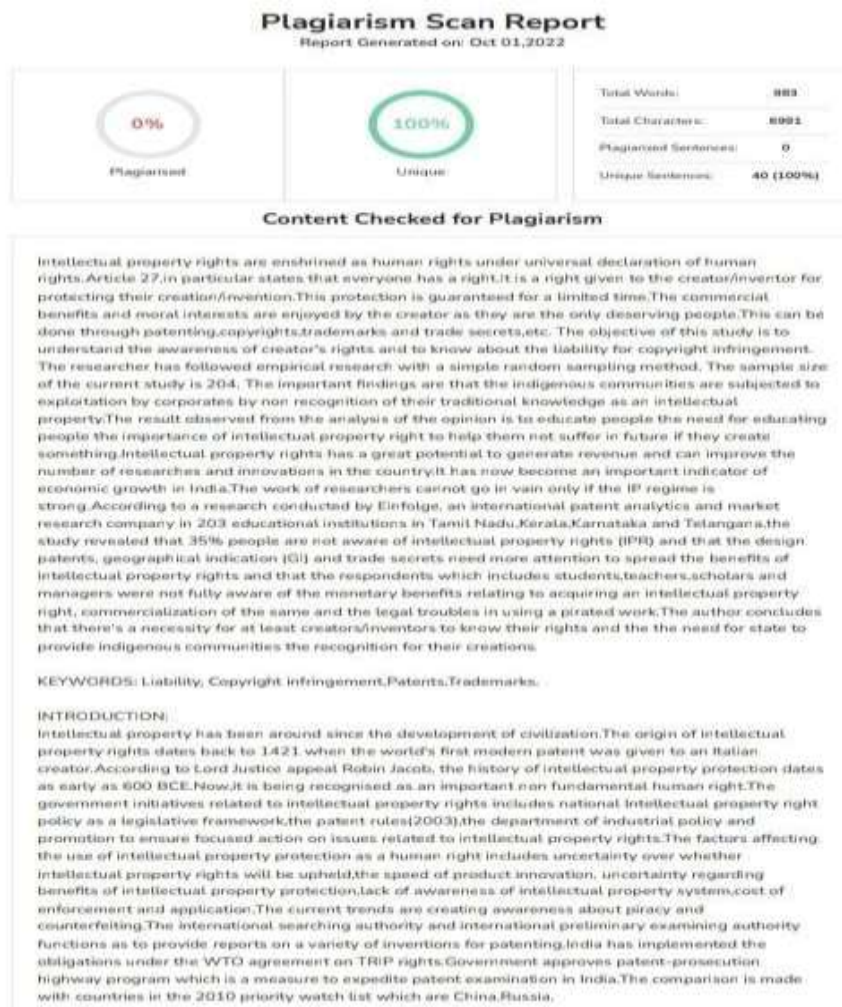 Plagiarism Scan Report
Report Generated on: Oct 01,2022
0%
Plagiarised
100%
Unique
Total Words: 983
Total Characters: 6991
Plagiarized Sentences: 0
Unique Sentences: 40 (100%)
Content Checked for Plagiarism
Intellectual property rights are enshrined as human rights under universal declaration of human
rights.Article 27,in particular states that everyone has a right.It is a right given to the creator/inventor for
protecting their creation/invention.This protection is guaranteed for a limited time.The commercial
benefits and moral interests are enjoyed by the creator as they are the only deserving people.This can be
done through patenting,copyrights,trademarks and trade secrets,etc. The objective of this study is to
understand the awareness of creator's rights and to know about the liability for copyright infringement.
The researcher has followed empirical research with a simple random sampling method. The sample size
of the current study is 204. The important findings are that the indigenous communities are subjected to
exploitation by corporates by non recognition of their traditional knowledge as an intellectual
property.The result observed from the analysis of the opinion is to educate people the need for educating
people the importance of intellectual property right to help them not suffer in future if they create
something.Intellectual property rights has a great potential to generate revenue and can improve the
number of researches and innovations in the country.It has now become an important indicator of
economic growth in India.The work of researchers cannot go in vain only if the IP regime is
strong.According to a research conducted by Einfolge, an international patent analytics and market
research company in 203 educational institutions in Tamil Nadu,Kerala,Karnataka and Telangana,the
study revealed that 35% people are not aware of intellectual property rights (IPR) and that the design
patents, geographical indication (GI) and trade secrets need more attention to spread the benefits of
intellectual property rights and that the respondents which includes students,teachers,scholars and
managers were not fully aware of the monetary benefits relating to acquiring an intellectual property
right, commercialization of the same and the legal troubles in using a pirated work.The author concludes
that there's a necessity for at least creators/inventors to know their rights and the the need for state to
provide indigenous communities the recognition for their creations.
KEYWORDS: Liability, Copyright infringement,Patents,Trademarks.
INTRODUCTION:
Intellectual property has been around since the development of civilization.The origin of intellectual
property rights dates back to 1421 when the world's first modern patent was given to an Italian
creator.According to Lord Justice appeal Robin Jacob, the history of intellectual property protection dates
as early as 600 BCE.Now,it is being recognised as an important non fundamental human right.The
government initiatives related to intellectual property rights includes national Intellectual property right
policy as a legislative framework,the patent rules(2003),the department of industrial policy and
promotion to ensure focused action on issues related to intellectual property rights.The factors affecting
the use of intellectual property protection as a human right includes uncertainty over whether
intellectual property rights will be upheld,the speed of product innovation, uncertainty regarding
benefits of intellectual property protection,lack of awareness of intellectual property system,cost of
enforcement and application.The current trends are creating awareness about piracy and
counterfeiting.The international searching authority and international preliminary examining authority
functions as to provide reports on a variety of inventions for patenting.India has implemented the
obligations under the WTO agreement on TRIP rights.Government approves patent-prosecution
highway program which is a measure to expedite patent examination in India.The comparison is made
with countries in the 2010 priority watch list which are China,Russia,